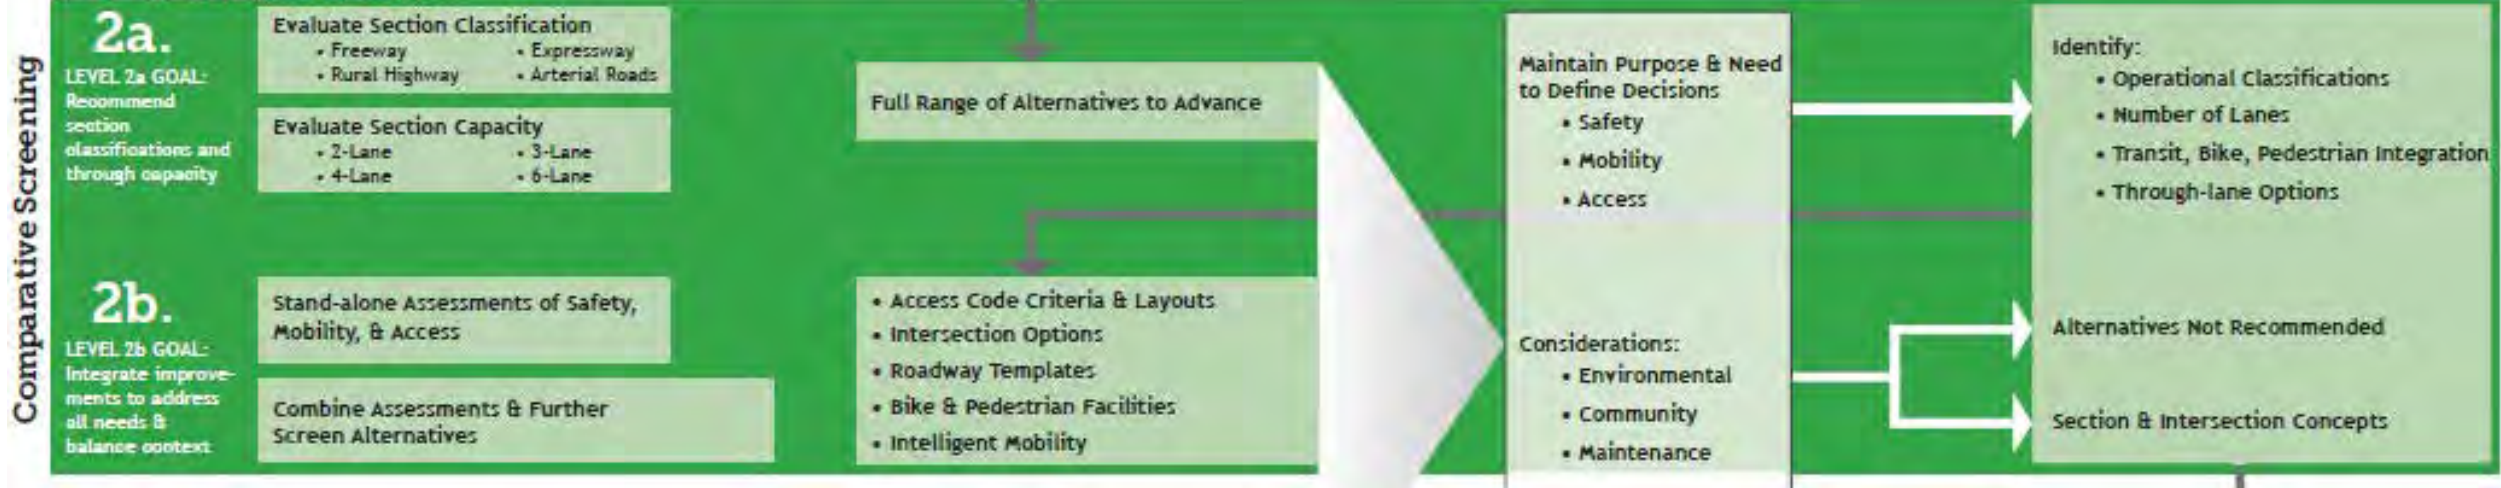 Comparative Screening
2a.
LEVEL 2a GOAL:
Recommend
section
classifications and
through capacity
Evaluate Section Classification
• Freeway
• Expressway
• Rural Highway
• Arterial Roads
Evaluate Section Capacity
• 2-Lane
• 3-Lane
• 4-Lane
• 6-Lane
Full Range of Alternatives to Advance
Maintain Purpose & Need
to Define Decisions
• Safety
• Mobility
• Access
Identify:
• Operational Classifications
• Number of Lanes
• Transit, Bike, Pedestrian Integration
• Through-lane Options
2b.
LEVEL 2b GOAL:
Integrate improve-
ments to address
all needs &
balance context
Stand-alone Assessments of Safety,
Mobility, & Access
Combine Assessments & Further
Screen Alternatives
• Access Code Criteria & Layouts
• Intersection Options
• Roadway Templates
• Bike & Pedestrian Facilities
• Intelligent Mobility
Considerations:
• Environmental
• Community
• Maintenance
Alternatives Not Recommended
Section & Intersection Concepts